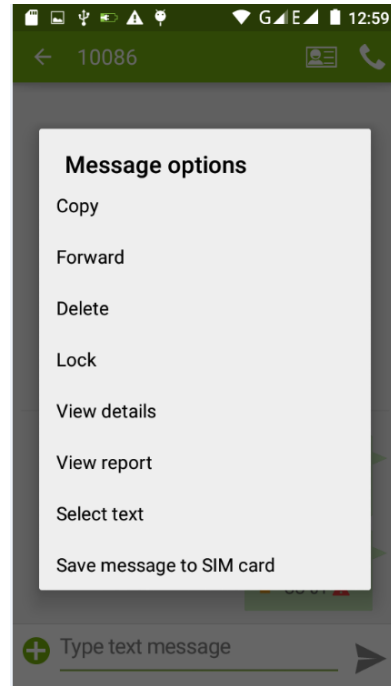 G E 12:59
10086
Message options
Copy
Forward
Delete
Lock
View details
View report
Select text
Save message to SIM card
Type text message